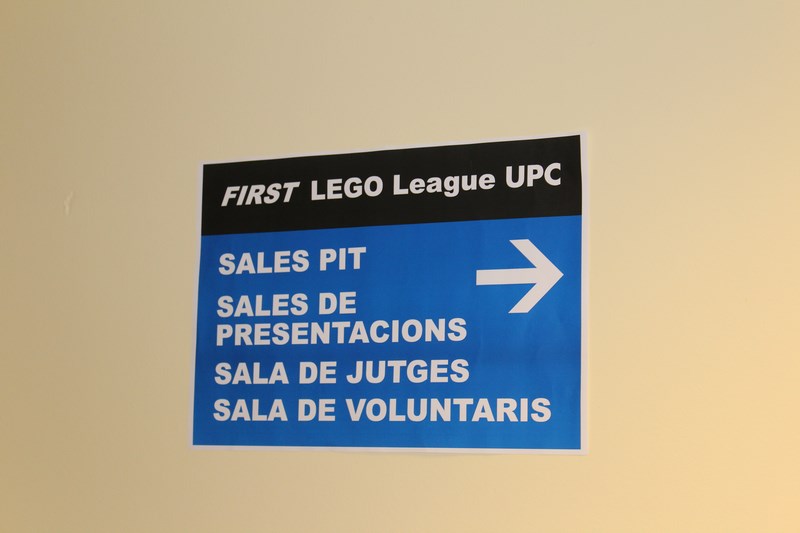 FIRST LEGO League UPC
SALES PIT
SALES DE
PRESENTACIONS
SALA DE JUTGES
SALA DE VOLUNTARIS